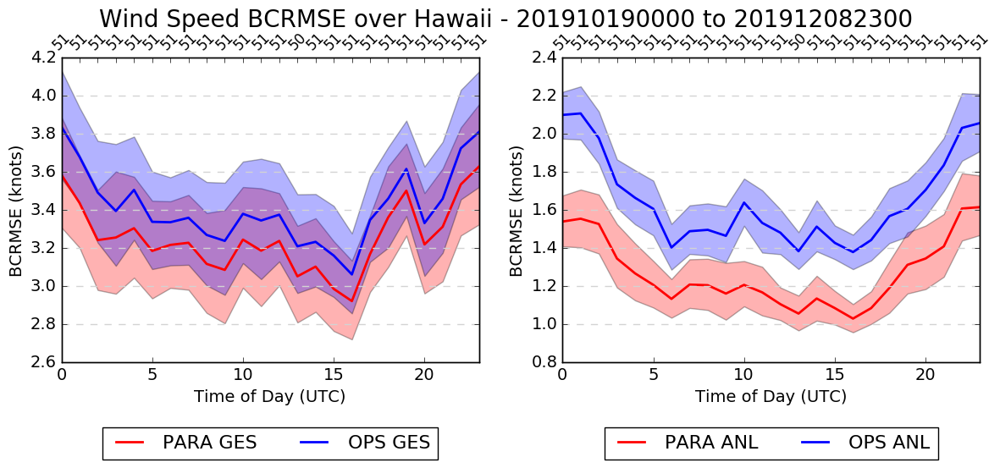 Wind Speed BCRMSE over Hawaii - 201910190000 to 201912082300
51 51 51 51 51 51 51 51 51 51 51 51 51 50 51 51 51 51 51 51 51 51 51 51
51 51 51 51 51 51 51 51 51 51 51 51 51 50 51 51 51 51 51 51 51 51 51 51
BCRMSE (knots)
4.2
4.0
3.8
3.6
3.4
3.2
3.0
2.8
2.6
0 5 10 15 20
Time of Day (UTC)
PARA GES OPS GES
BCRMSE (knots)
2.4
2.2
2.0
1.8
1.6
1.4
1.2
1.0
0.8
0 5 10 15 20
Time of Day (UTC)
PARA ANL OPS ANL